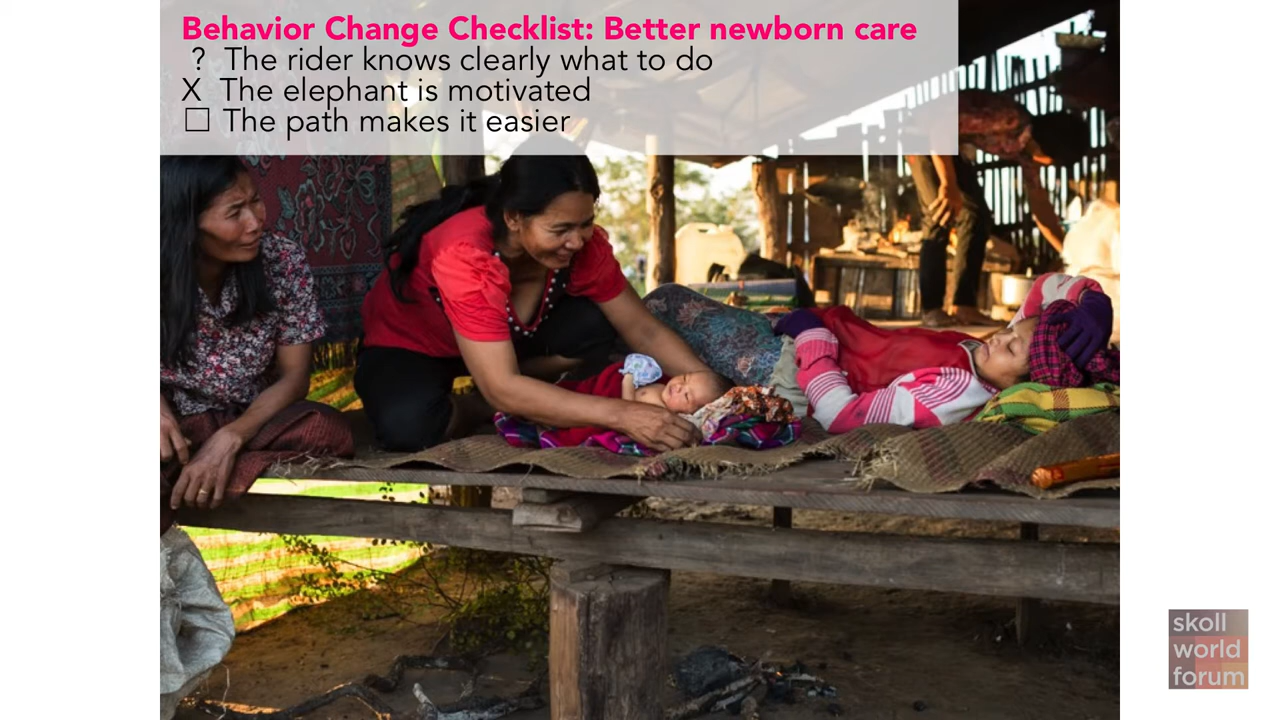 Behavior Change Checklist: Better newborn care
? The rider knows clearly what to do
X The elephant is motivated
☐ The path makes it easier
skoll
world
forum